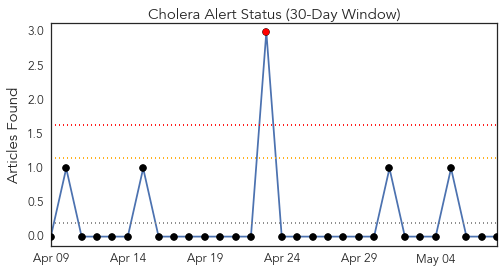 Cholera Alert Status (30-Day Window)
Articles Found
3.0
2.5
2.0
1.5
1.0
0.5
0.0
Apr 09 Apr 14 Apr 19 Apr 24 Apr 29 May 04